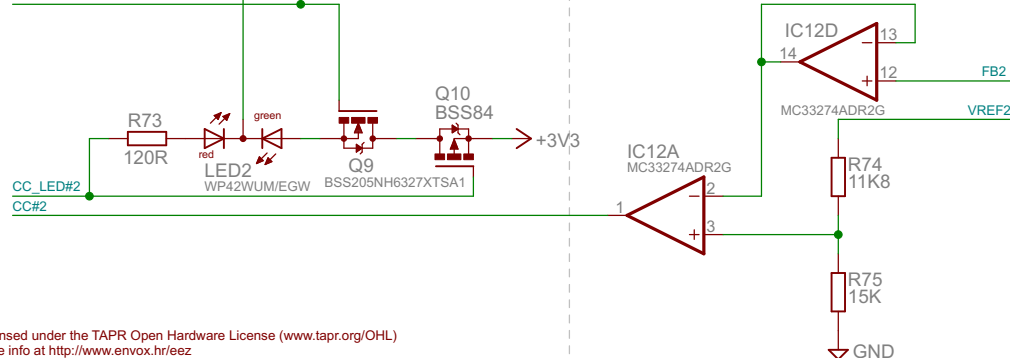 IC12D
13
14
12
FB2
MC33274ADR2G
VREF2
Q10
BSS84
green
R73
+3V3
IC12A
MC33274ADR2G
120R
red
LED2
WP42WUM/EGW
Q9
BSS205NH6327XTSA1
R74
11K8
CC_LED#2
CC#2
1
2
3
R75
15K
GND
nsed under the TAPR Open Hardware License (www.tapr.org/OHL)
e info at http://www.envox.hr/eez